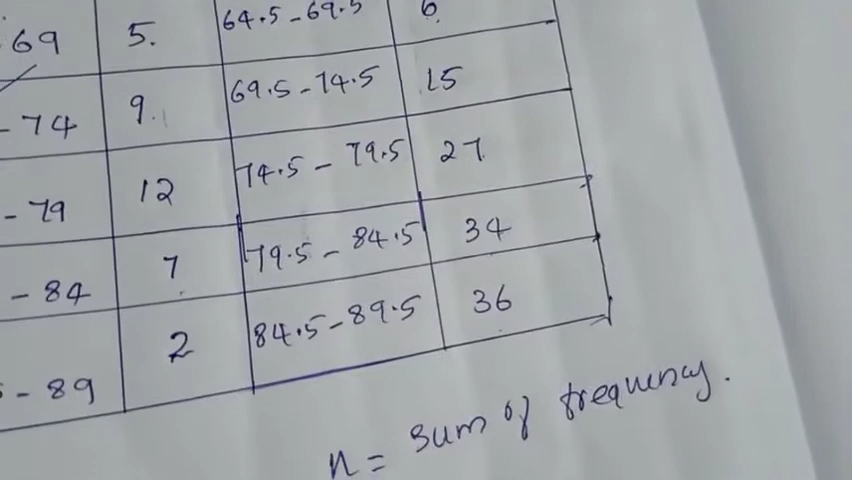 69 5. 64.5-69.5 6
- 74 9. 69.5-74.5 15
- 79 12 74.5 - 79.5 27
- 84 7 79.5 - 84.5 34
- 89 2 84.5-89.5 36
n = sum of frequency.